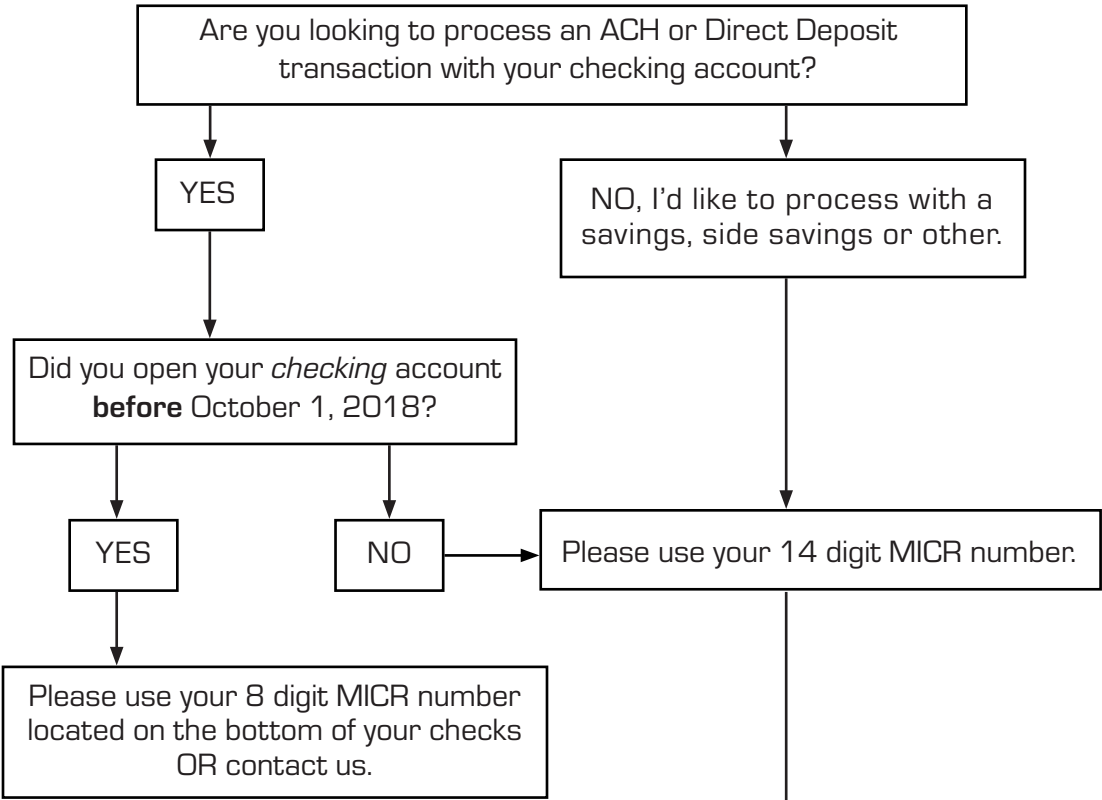 Are you looking to process an ACH or Direct Deposit
transaction with your checking account?
YES
NO, I'd like to process with a
savings, side savings or other.
Did you open your checking account
before October 1, 2018?
YES
NO
Please use your 14 digit MICR number.
Please use your 8 digit MICR number
located on the bottom of your checks
OR contact us.